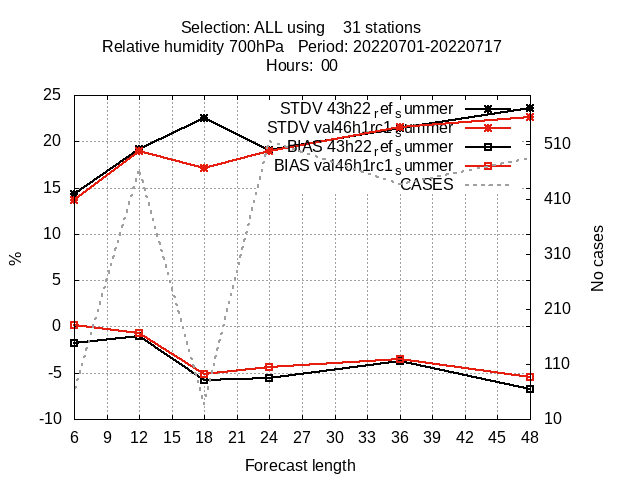 Selection: ALL using    31 stations
Relative humidity 700hPa   Period: 20220701-20220717
Hours:  00
STDV 43h22_ref_summer
STDV val46h1rc1_summer
BIAS 43h22_ref_summer
BIAS val46h1rc1_summer
CASES
25
20
15
10
5
0
-5
-10
%
510
410
310
210
110
10
No cases
6 9 12 15 18 21 24 27 30 33 36 39 42 45 48
Forecast length